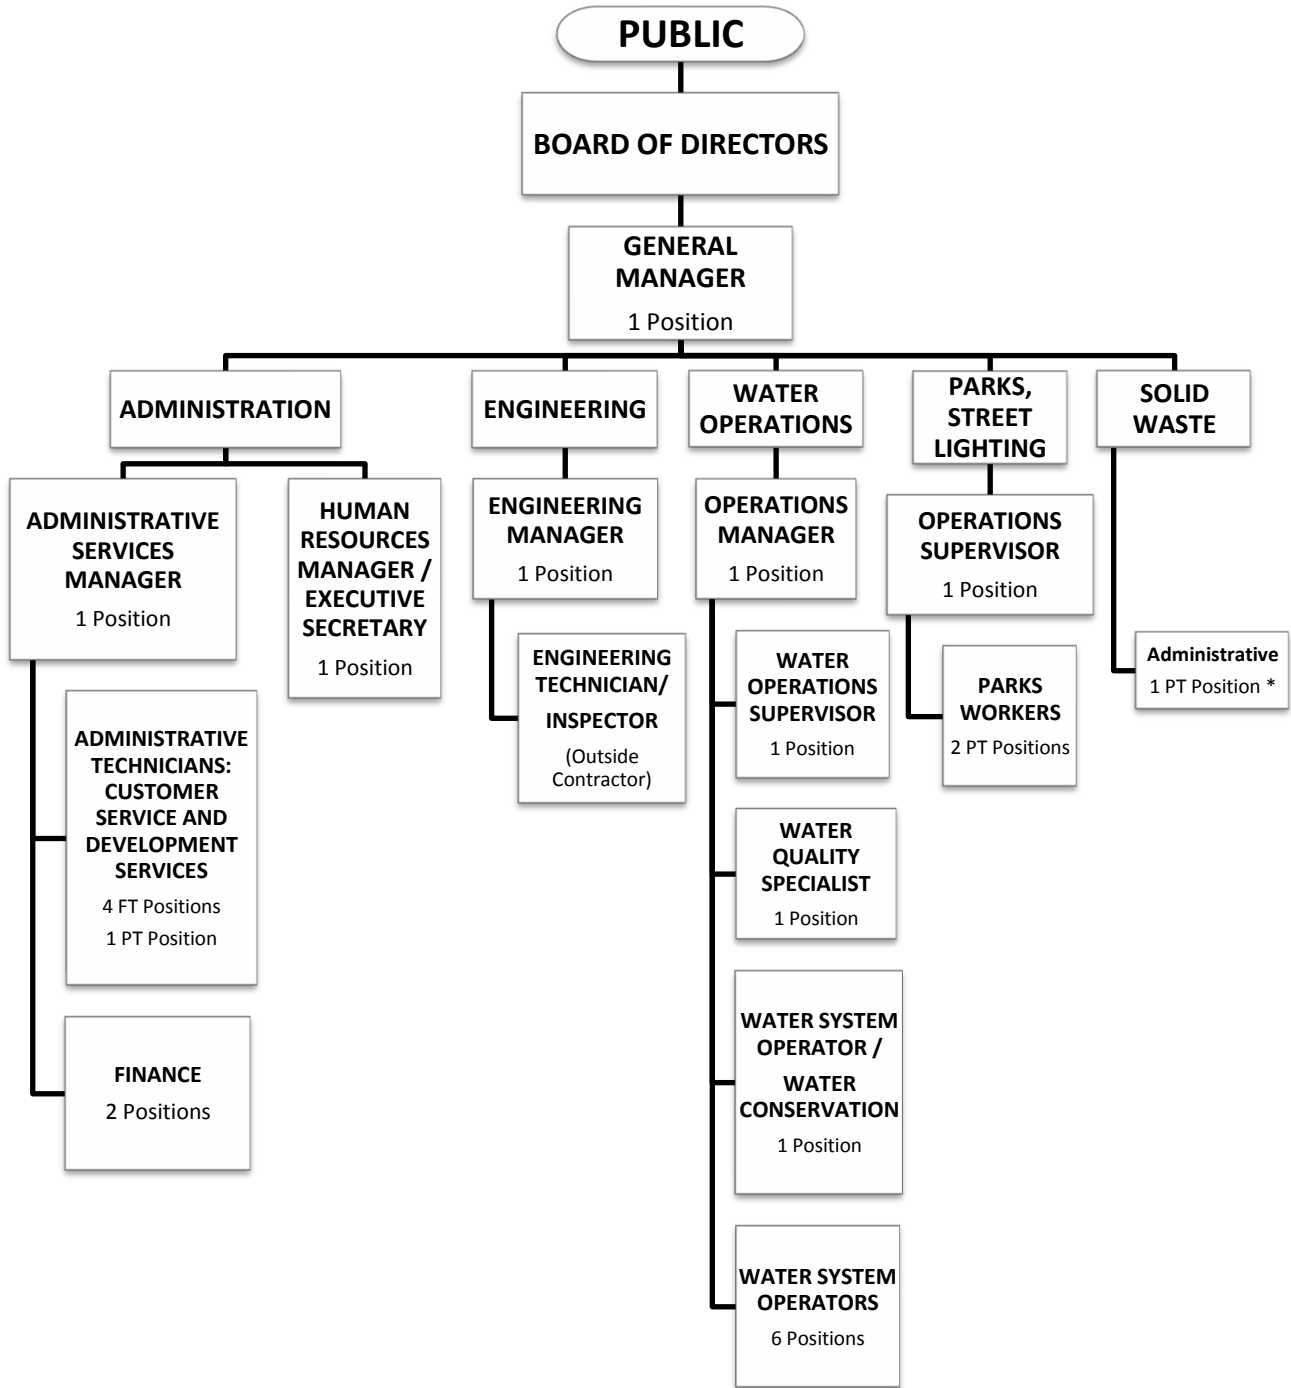 PUBLIC
BOARD OF DIRECTORS
GENERAL
MANAGER
1 Position
ADMINISTRATION
ENGINEERING
WATER
OPERATIONS
PARKS,
STREET
LIGHTING
SOLID
WASTE
ADMINISTRATIVE
SERVICES
MANAGER
1 Position
HUMAN
RESOURCES
MANAGER /
EXECUTIVE
SECRETARY
1 Position
ENGINEERING
MANAGER
1 Position
OPERATIONS
MANAGER
1 Position
OPERATIONS
SUPERVISOR
1 Position
ADMINISTRATIVE
TECHNICIANS:
CUSTOMER
SERVICE AND
DEVELOPMENT
SERVICES
4 FT Positions
1 PT Position
FINANCE
2 Positions
ENGINEERING
TECHNICIAN/
INSPECTOR
(Outside
Contractor)
WATER
OPERATIONS
SUPERVISOR
1 Position
WATER
QUALITY
SPECIALIST
1 Position
WATER SYSTEM
OPERATOR /
WATER
CONSERVATION
1 Position
WATER SYSTEM
OPERATORS
6 Positions
PARKS
WORKERS
2 PT Positions
Administrative
1 PT Position *